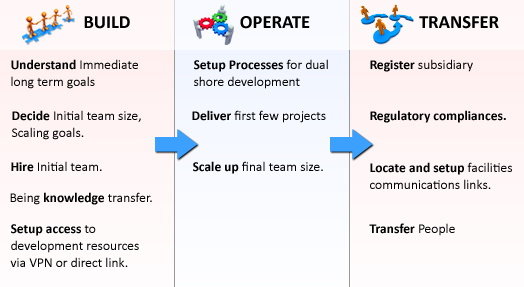 BUILD
Understand Immediate
long term goals
Decide Initial team size,
Scaling goals.
Hire Initial team.
Being knowledge transfer.
Setup access to
development resources
via VPN or direct link.
OPERATE
Setup Processes for dual
shore development
Deliver first few projects
Scale up final team size.
TRANSFER
Register subsidiary
Regulatory compliances.
Locate and setup facilities
communications links.
Transfer People